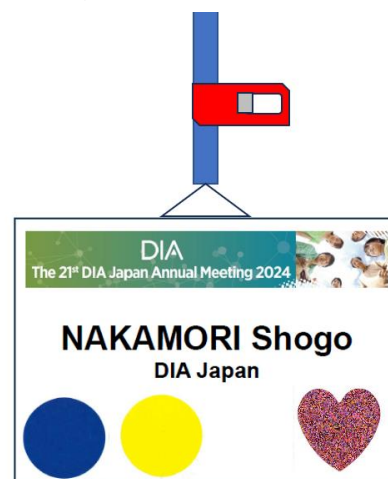 DIA
The 21st DIA Japan Annual Meeting 2024
NAKAMORI Shogo
DIA Japan